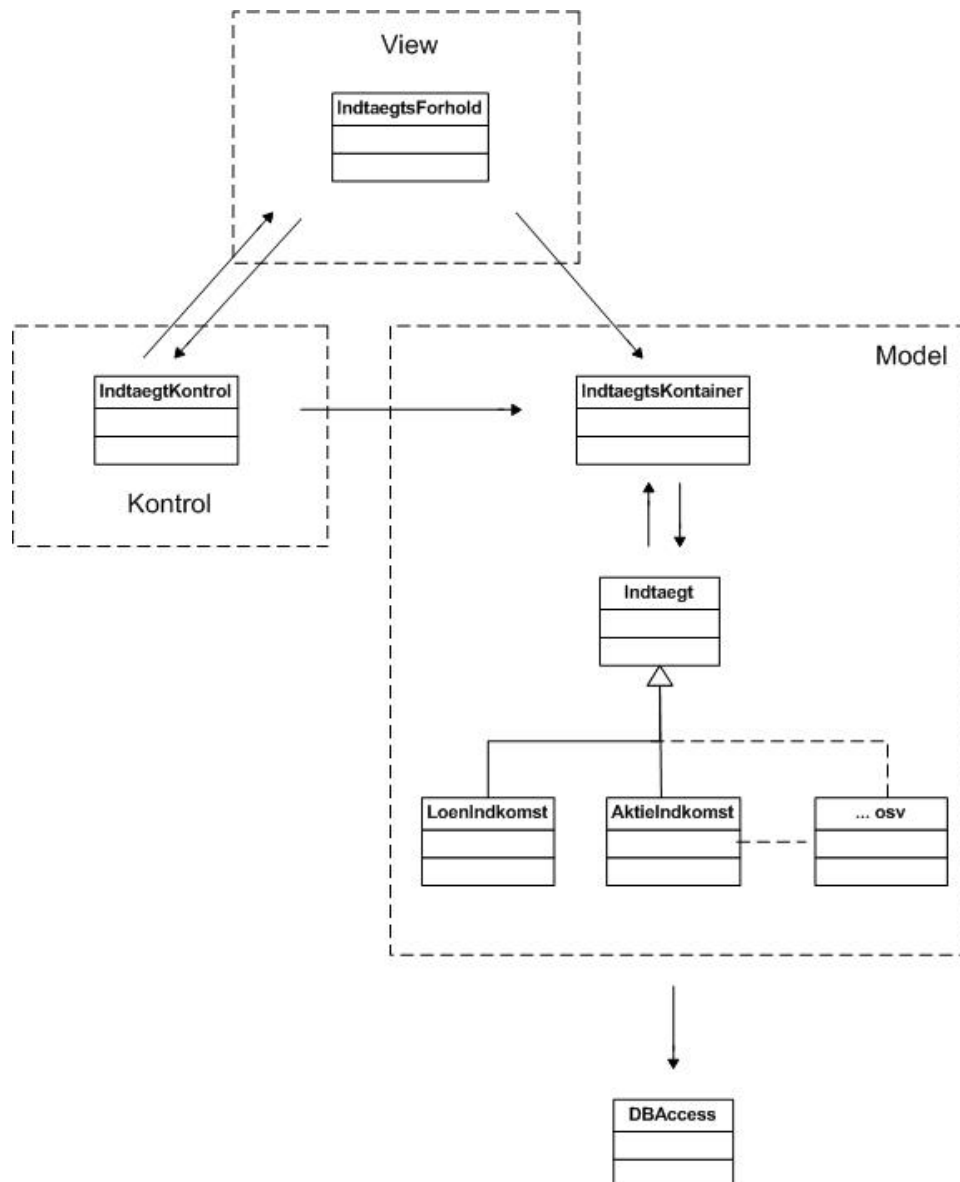 View
IndtaegtsForhold
Model
IndtaegtKontrol
IndtaegtsKontainer
Kontrol
Indtaegt
LoenIndkomst
AktieIndkomst
... osv
DBAccess